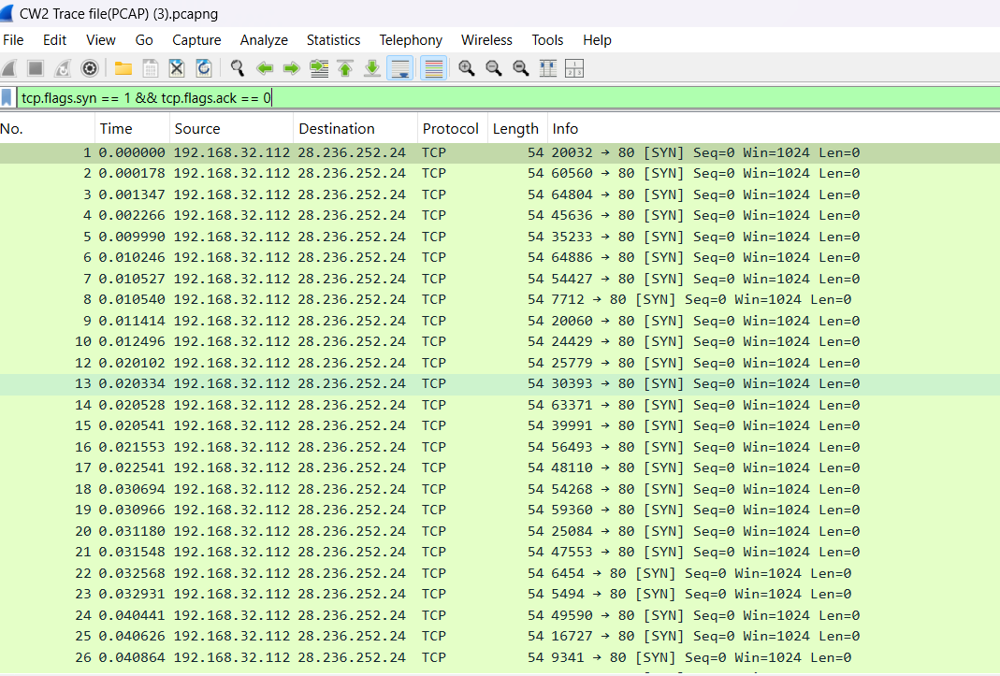 CW2 Trace file(PCAP) (3).pcapng
File Edit View Go Capture Analyze Statistics Telephony Wireless Tools Help
tcp.flags.syn == 1 && tcp.flags.ack == 0
No. Time Source Destination Protocol Length Info
1 0.000000 192.168.32.112 28.236.252.24 TCP 54 20032 → 80 [SYN] Seq=0 Win=1024 Len=0
2 0.000178 192.168.32.112 28.236.252.24 TCP 54 60560 → 80 [SYN] Seq=0 Win=1024 Len=0
3 0.001347 192.168.32.112 28.236.252.24 TCP 54 64804 → 80 [SYN] Seq=0 Win=1024 Len=0
4 0.002266 192.168.32.112 28.236.252.24 TCP 54 45636 → 80 [SYN] Seq=0 Win=1024 Len=0
5 0.009990 192.168.32.112 28.236.252.24 TCP 54 35233 → 80 [SYN] Seq=0 Win=1024 Len=0
6 0.010246 192.168.32.112 28.236.252.24 TCP 54 64886 → 80 [SYN] Seq=0 Win=1024 Len=0
7 0.010527 192.168.32.112 28.236.252.24 TCP 54 54427 → 80 [SYN] Seq=0 Win=1024 Len=0
8 0.010540 192.168.32.112 28.236.252.24 TCP 54 7712 → 80 [SYN] Seq=0 Win=1024 Len=0
9 0.011414 192.168.32.112 28.236.252.24 TCP 54 20060 → 80 [SYN] Seq=0 Win=1024 Len=0
10 0.012496 192.168.32.112 28.236.252.24 TCP 54 24429 → 80 [SYN] Seq=0 Win=1024 Len=0
12 0.020102 192.168.32.112 28.236.252.24 TCP 54 25779 → 80 [SYN] Seq=0 Win=1024 Len=0
13 0.020334 192.168.32.112 28.236.252.24 TCP 54 30393 → 80 [SYN] Seq=0 Win=1024 Len=0
14 0.020528 192.168.32.112 28.236.252.24 TCP 54 63371 → 80 [SYN] Seq=0 Win=1024 Len=0
15 0.020541 192.168.32.112 28.236.252.24 TCP 54 39991 → 80 [SYN] Seq=0 Win=1024 Len=0
16 0.021553 192.168.32.112 28.236.252.24 TCP 54 56493 → 80 [SYN] Seq=0 Win=1024 Len=0
17 0.022541 192.168.32.112 28.236.252.24 TCP 54 48110 → 80 [SYN] Seq=0 Win=1024 Len=0
18 0.030694 192.168.32.112 28.236.252.24 TCP 54 54268 → 80 [SYN] Seq=0 Win=1024 Len=0
19 0.030966 192.168.32.112 28.236.252.24 TCP 54 59360 → 80 [SYN] Seq=0 Win=1024 Len=0
20 0.031180 192.168.32.112 28.236.252.24 TCP 54 25084 → 80 [SYN] Seq=0 Win=1024 Len=0
21 0.031548 192.168.32.112 28.236.252.24 TCP 54 47553 → 80 [SYN] Seq=0 Win=1024 Len=0
22 0.032568 192.168.32.112 28.236.252.24 TCP 54 6454 → 80 [SYN] Seq=0 Win=1024 Len=0
23 0.032931 192.168.32.112 28.236.252.24 TCP 54 5494 → 80 [SYN] Seq=0 Win=1024 Len=0
24 0.040441 192.168.32.112 28.236.252.24 TCP 54 49590 → 80 [SYN] Seq=0 Win=1024 Len=0
25 0.040626 192.168.32.112 28.236.252.24 TCP 54 16727 → 80 [SYN] Seq=0 Win=1024 Len=0
26 0.040864 192.168.32.112 28.236.252.24 TCP 54 9341 → 80 [SYN] Seq=0 Win=1024 Len=0